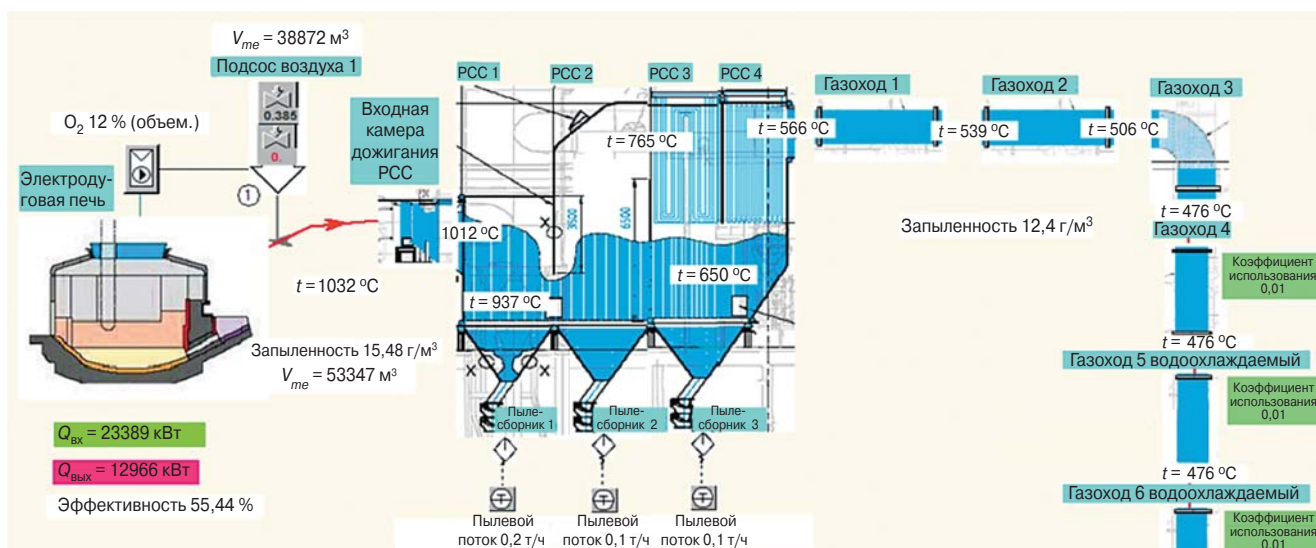 V_me = 38872 м³
Подсос воздуха 1
0.385
0.
O₂ 12 % (объем.)
Электроду-
говая печь
1
Входная
камера
дожигания
РСС
t = 1032 °C
Запыленность 15,48 г/м³
V_me = 53347 м³
Q_вх = 23389 кВт
Q_вых = 12966 кВт
Эффективность 55,44 %
РСС 1
РСС 2
РСС 3
РСС 4
t = 765 °C
3500
6500
1012 °C
t = 937 °C
t = 650 °C
X
X
X
Пыле-
сборник 1
Пыле-
сборник 2
Пыле-
сборник 3
Пылевой
поток 0,2 т/ч
Пылевой
поток 0,1 т/ч
Пылевой
поток 0,1 т/ч
t = 566 °C
Газоход 1
t = 539 °C
Газоход 2
t = 506 °C
Газоход 3
Запыленность 12,4 г/м³
t = 476 °C
Газоход 4
Коэффициент
использования
0,01
t = 476 °C
Газоход 5 водоохлаждаемый
Коэффициент
использования
0,01
t = 476 °C
Газоход 6 водоохлаждаемый
Коэффициент
использования
0,01